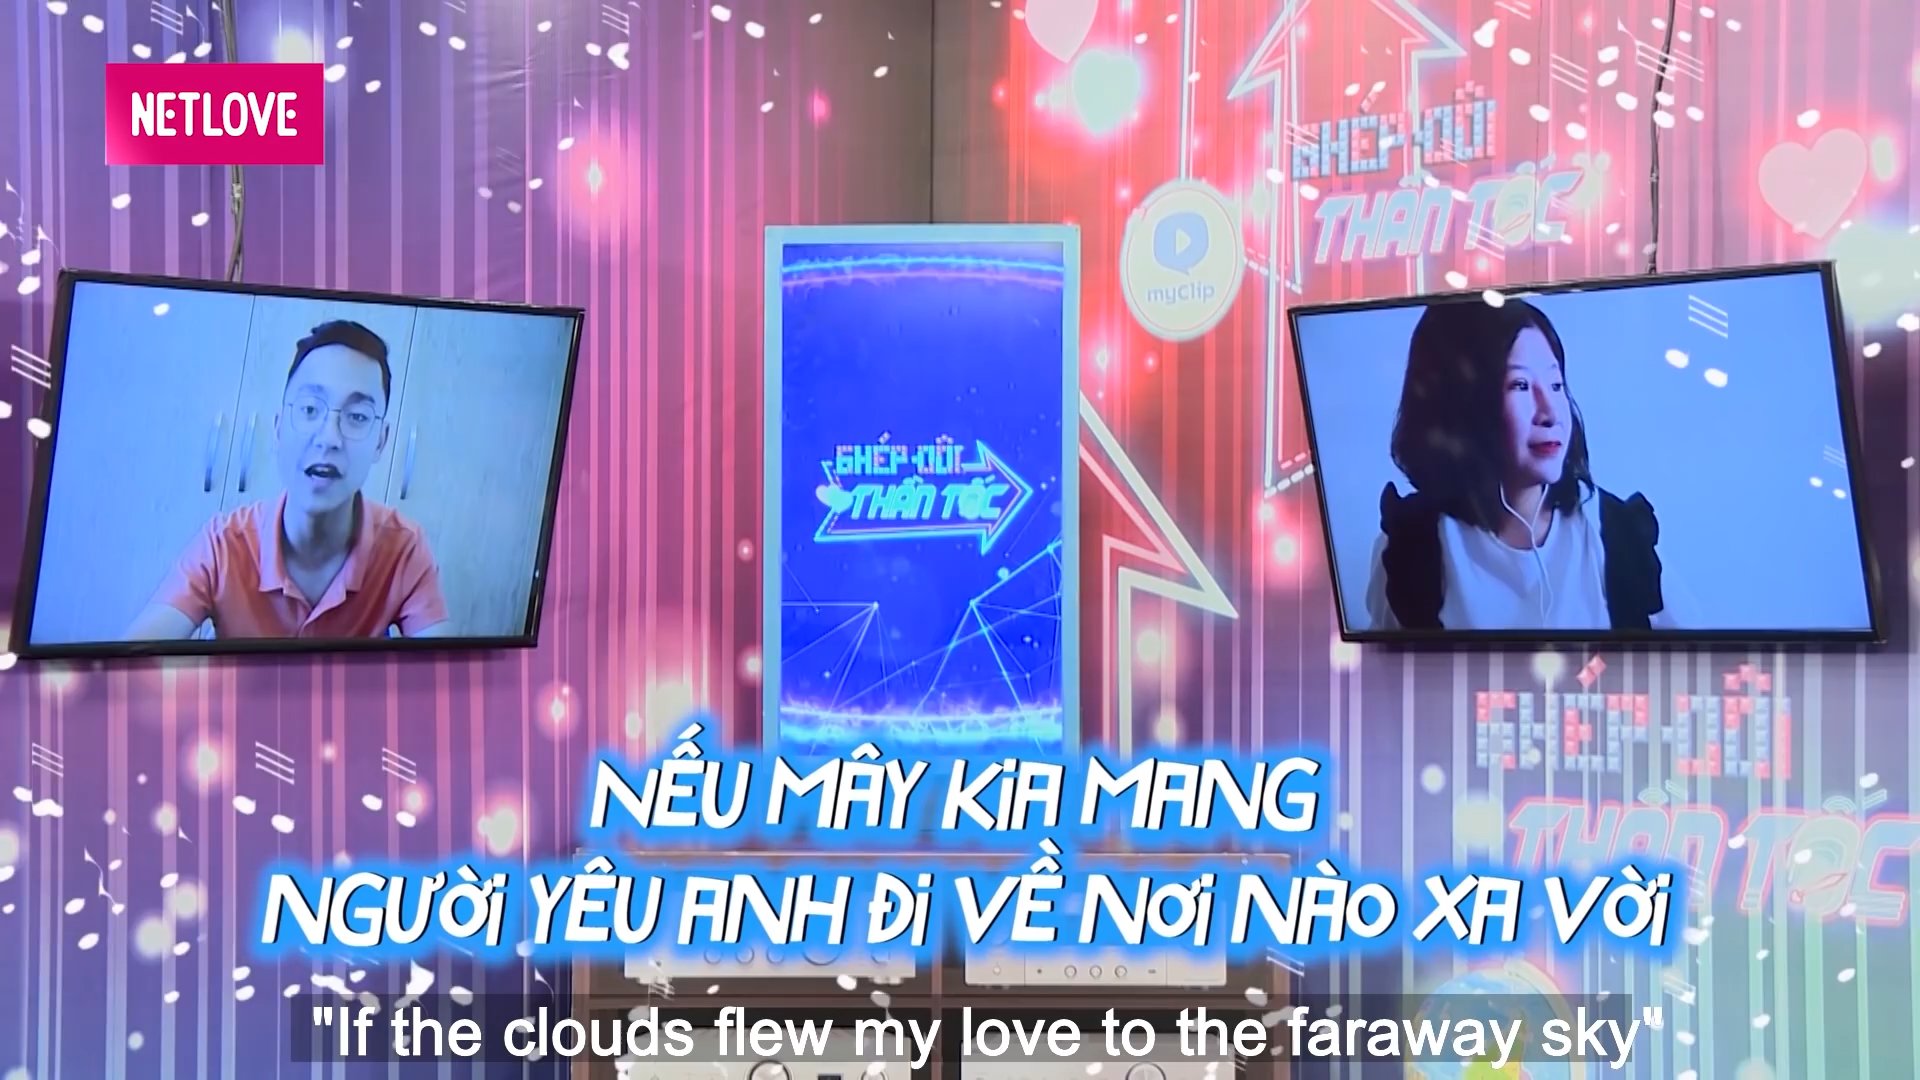 NETLOVE
GHÉP ĐÔI
THẦN TỐC
myclip
GHÉP ĐÔI
THẦN TỐC
GHÉP ĐÔI
THẦN TỐC
NẾU MÂY KIA MANG
NGƯỜI YÊU ANH ĐI VỀ NƠI NÀO XA VỜI
"If the clouds flew my love to the faraway sky"